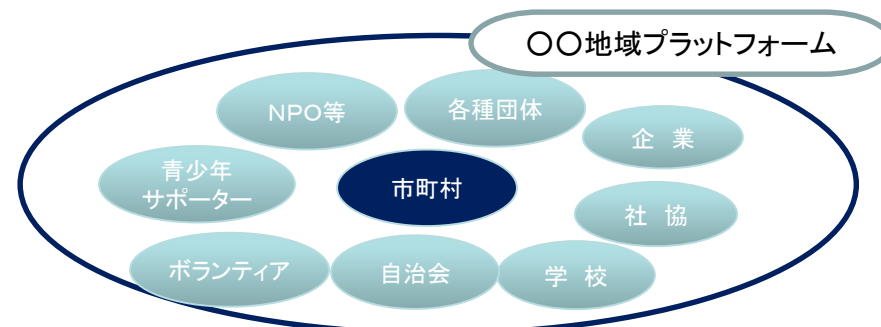 〇〇地域プラットフォーム
NPO等
各種団体
企　業
青少年
サポーター
市町村
社　協
ボランティア
自治会
学　校